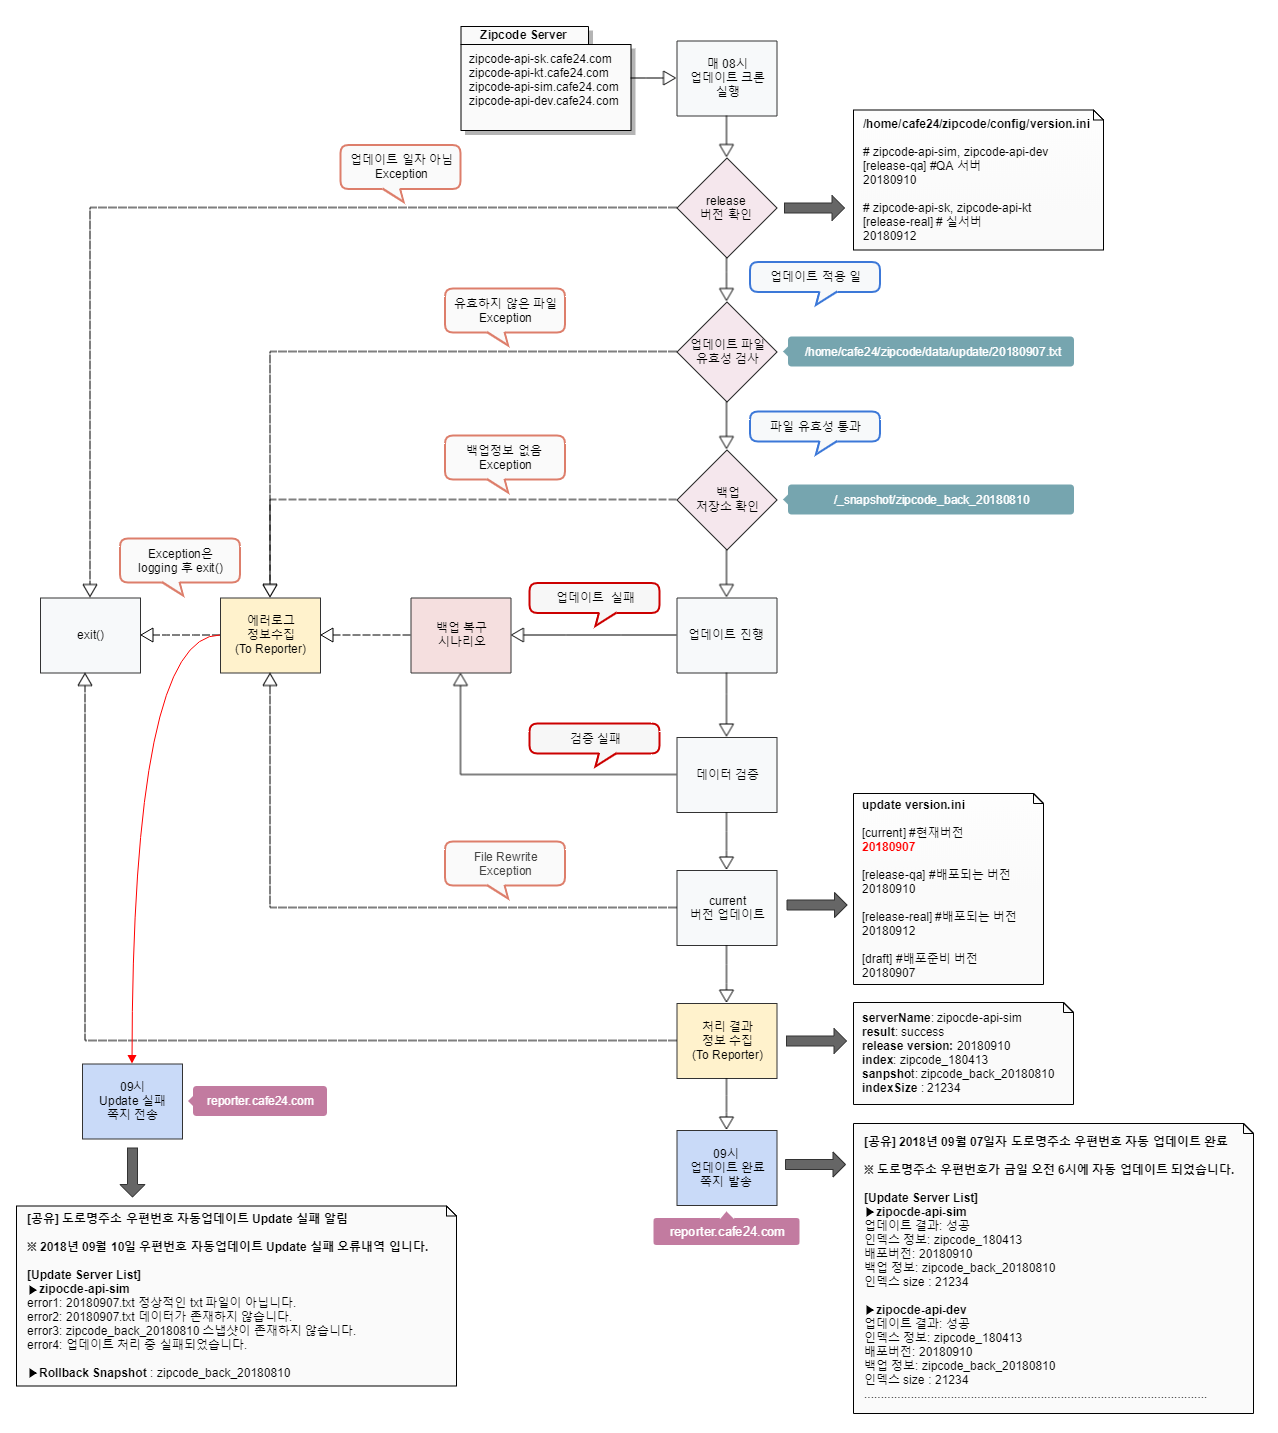 Zipcode Server
zipcode-api-sk.cafe24.com
zipcode-api-kt.cafe24.com
zipcode-api-sim.cafe24.com
zipcode-api-dev.cafe24.com
매 08시
업데이트 크론
실행
/home/cafe24/zipcode/config/version.ini
# zipcode-api-sim, zipcode-api-dev
[release-qa] #QA 서버
20180910
# zipcode-api-sk, zipcode-api-kt
[release-real] # 실서버
20180912
업데이트 일자 아님
Exception
release
버전 확인
업데이트 적용 일
유효하지 않은 파일
Exception
업데이트 파일
유효성 검사
/home/cafe24/zipcode/data/update/20180907.txt
파일 유효성 통과
백업정보 없음
Exception
백업
저장소 확인
/_snapshot/zipcode_back_20180810
Exception은
logging 후 exit()
업데이트  실패
exit()
에러로그
정보수집
(To Reporter)
백업 복구
시나리오
업데이트 진행
검증 실패
데이터 검증
update version.ini
[current] #현재버전
20180907
[release-qa] #배포되는 버전
20180910
[release-real] #배포되는 버전
20180912
[draft] #배포준비 버전
20180907
File Rewrite
Exception
current
버전 업데이트
처리 결과
정보 수집
(To Reporter)
serverName: zipocde-api-sim
result: success
release version: 20180910
index: zipcode_180413
sanpshot: zipcode_back_20180810
indexSize : 21234
09시
Update 실패
쪽지 전송
reporter.cafe24.com
09시
업데이트 완료
쪽지 발송
reporter.cafe24.com
[공유] 2018년 09월 07일자 도로명주소 우편번호 자동 업데이트 완료
※ 도로명주소 우편번호가 금일 오전 6시에 자동 업데이트 되었습니다.
[Update Server List]
▶zipocde-api-sim
업데이트 결과: 성공
인덱스 정보: zipcode_180413
배포버전: 20180910
백업 정보: zipcode_back_20180810
인덱스 size : 21234
▶zipocde-api-dev
업데이트 결과: 성공
인덱스 정보: zipcode_180413
배포버전: 20180910
백업 정보: zipcode_back_20180810
인덱스 size : 21234
[공유] 도로명주소 우편번호 자동업데이트 Update 실패 알림
※ 2018년 09월 10일 우편번호 자동업데이트 Update 실패 오류내역 입니다.
[Update Server List]
▶zipocde-api-sim
error1: 20180907.txt 정상적인 txt 파일이 아닙니다.
error2: 20180907.txt 데이터가 존재하지 않습니다.
error3: zipcode_back_20180810 스냅샷이 존재하지 않습니다.
error4: 업데이트 처리 중 실패되었습니다.
▶Rollback Snapshot : zipcode_back_20180810